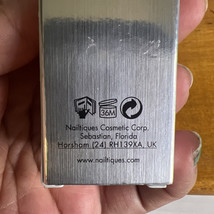 36M
Nailtiques Cosmetic Corp.
Sebastian, Florida
Horsham (24) RH139XA, UK
www.nailtiques.com